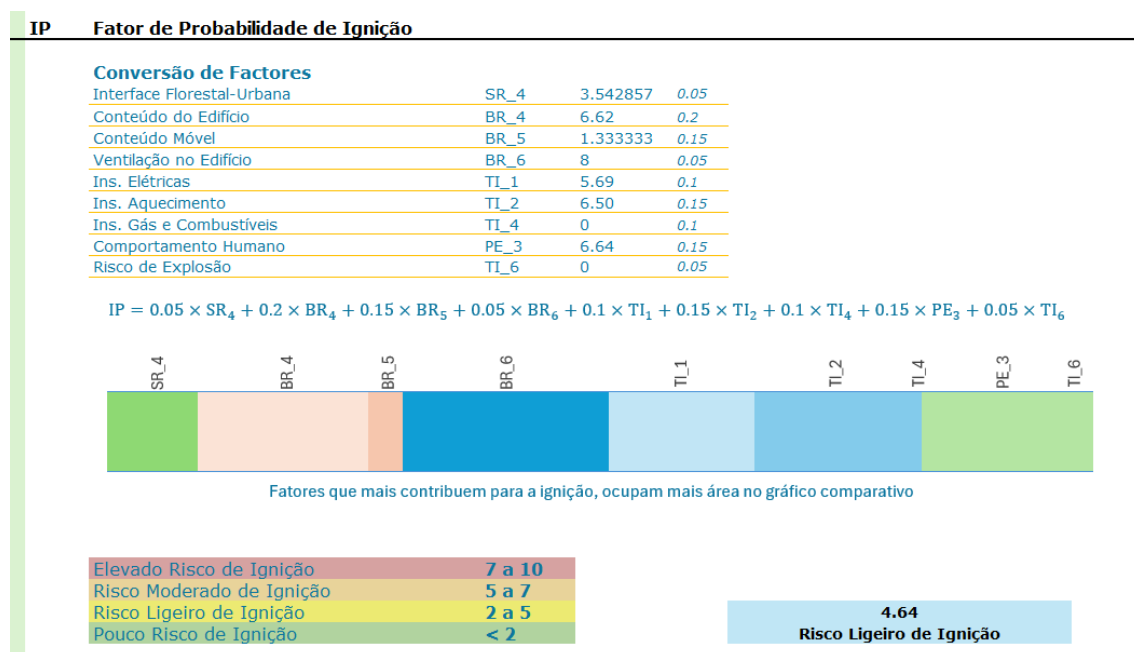 IP Fator de Probabilidade de Ignição
Conversão de Factores
Interface Florestal-Urbana SR_4 3.542857 0.05
Conteúdo do Edifício BR_4 6.62 0.2
Conteúdo Móvel BR_5 1.333333 0.15
Ventilação no Edifício BR_6 8 0.05
Ins. Elétricas TI_1 5.69 0.1
Ins. Aquecimento TI_2 6.50 0.15
Ins. Gás e Combustíveis TI_4 0 0.1
Comportamento Humano PE_3 6.64 0.15
Risco de Explosão TI_6 0 0.05
IP = 0.05 × SR₄ + 0.2 × BR₄ + 0.15 × BR₅ + 0.05 × BR₆ + 0.1 × TI₁ + 0.15 × TI₂ + 0.1 × TI₄ + 0.15 × PE₃ + 0.05 × TI₆
SR_4 BR_4 BR_5 BR_6 TI_1 TI_2 TI_4 PE_3 TI_6
Fatores que mais contribuem para a ignição, ocupam mais área no gráfico comparativo
Elevado Risco de Ignição 7 a 10
Risco Moderado de Ignição 5 a 7
Risco Ligeiro de Ignição 2 a 5
Pouco Risco de Ignição < 2
4.64
Risco Ligeiro de Ignição